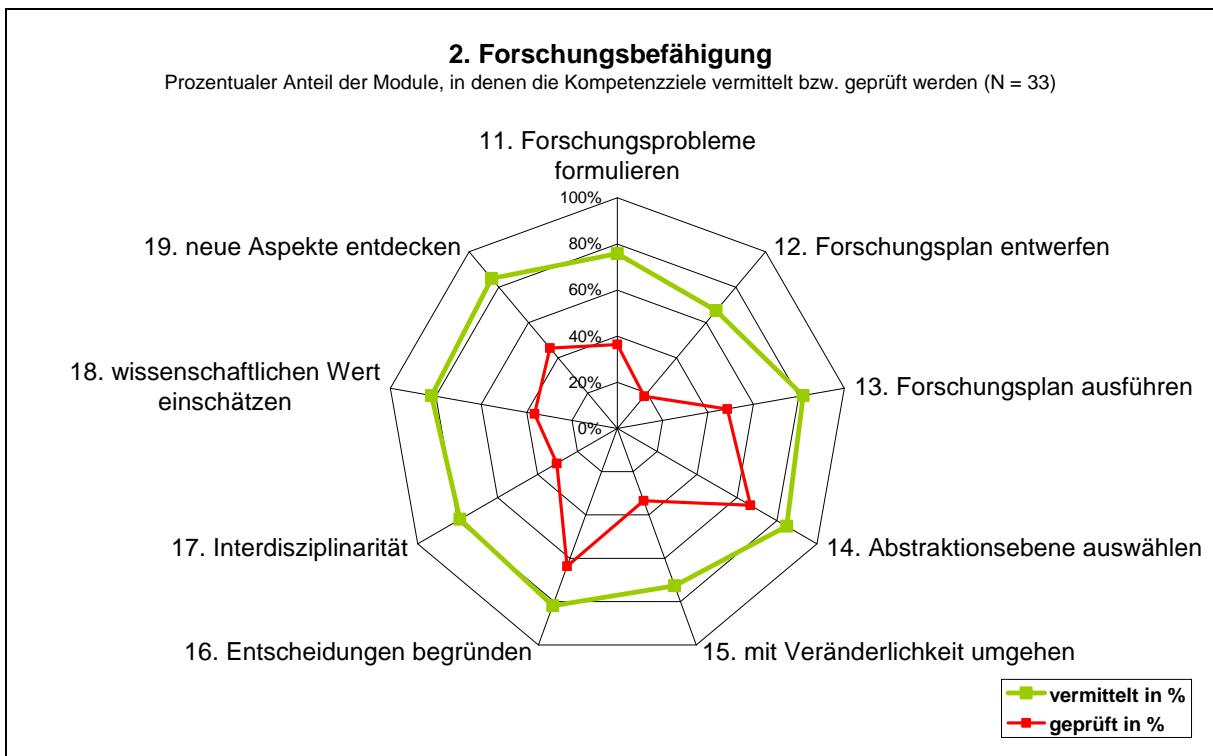 2. Forschungsbefähigung
Prozentualer Anteil der Module, in denen die Kompetenzziele vermittelt bzw. geprüft werden (N = 33)
11. Forschungsprobleme
formulieren
100%
19. neue Aspekte entdecken
12. Forschungsplan entwerfen
80%
60%
18. wissenschaftlichen Wert
einschätzen
13. Forschungsplan ausführen
40%
20%
0%
17. Interdisziplinarität
14. Abstraktionsebene auswählen
16. Entscheidungen begründen
15. mit Veränderlichkeit umgehen
vermittelt in %
geprüft in %